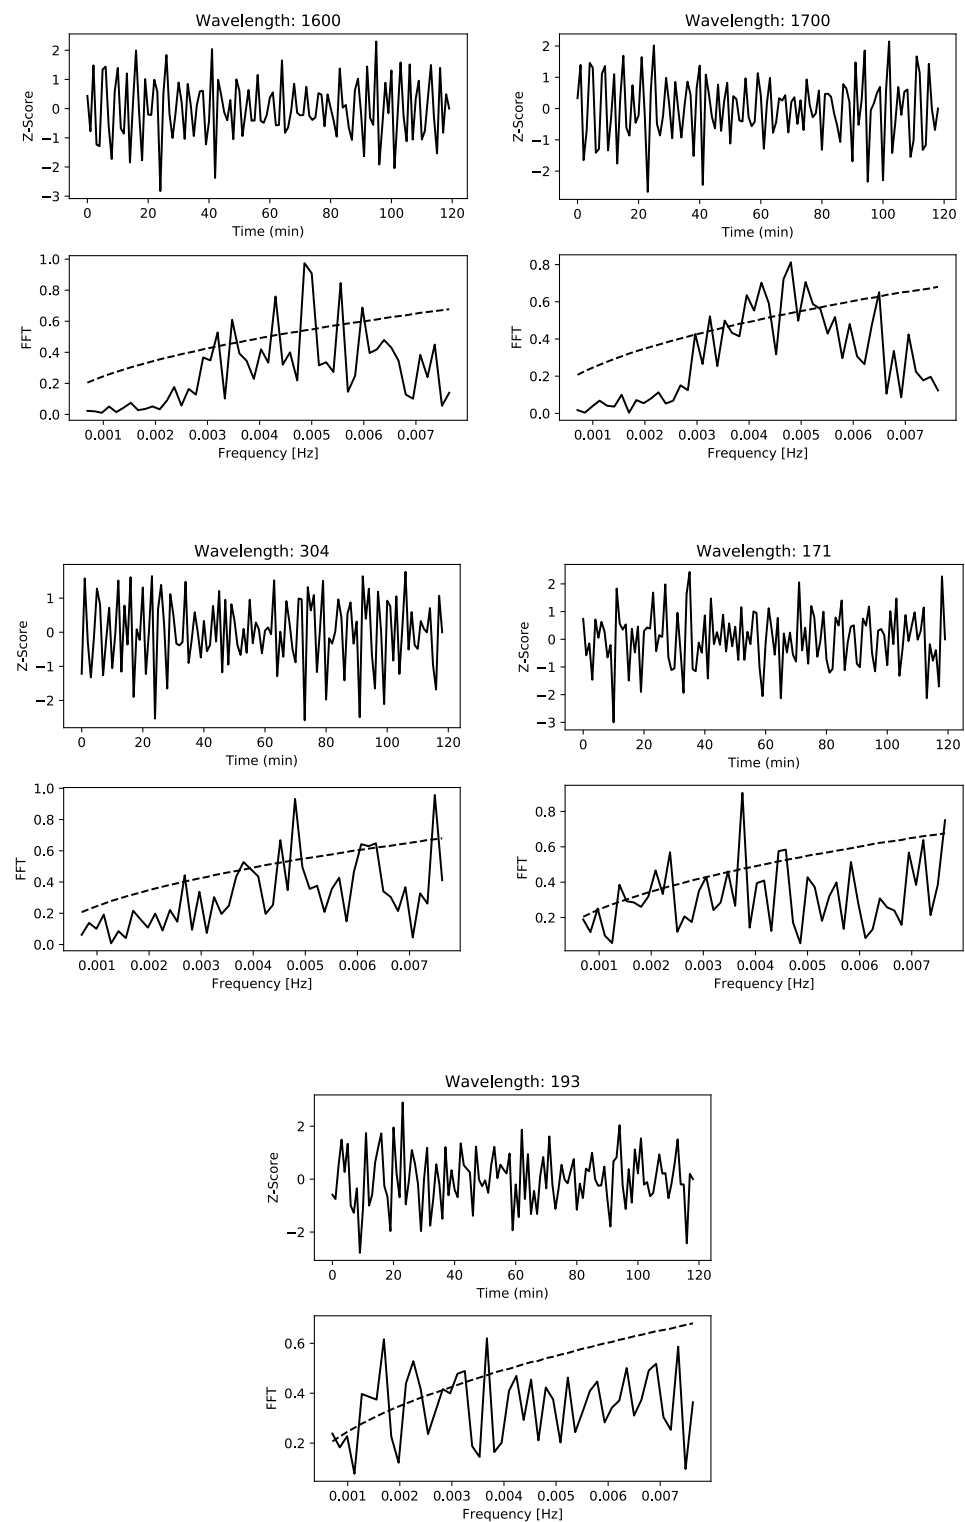 Wavelength: 1600
2
1
0
−1
−2
−3
Z-Score
0 20 40 60 80 100 120
Time (min)
1.0
0.8
0.6
0.4
0.2
0.0
FFT
0.001 0.002 0.003 0.004 0.005 0.006 0.007
Frequency [Hz]
Wavelength: 1700
2
1
0
−1
−2
Z-Score
0 20 40 60 80 100 120
Time (min)
0.8
0.6
0.4
0.2
0.0
FFT
0.001 0.002 0.003 0.004 0.005 0.006 0.007
Frequency [Hz]
Wavelength: 304
1
0
−1
−2
Z-Score
0 20 40 60 80 100 120
Time (min)
1.0
0.8
0.6
0.4
0.2
0.0
FFT
0.001 0.002 0.003 0.004 0.005 0.006 0.007
Frequency [Hz]
Wavelength: 171
2
1
0
−1
−2
−3
Z-Score
0 20 40 60 80 100 120
Time (min)
0.8
0.6
0.4
0.2
FFT
0.001 0.002 0.003 0.004 0.005 0.006 0.007
Frequency [Hz]
Wavelength: 193
2
0
−2
Z-Score
0 20 40 60 80 100 120
Time (min)
0.6
0.4
0.2
FFT
0.001 0.002 0.003 0.004 0.005 0.006 0.007
Frequency [Hz]